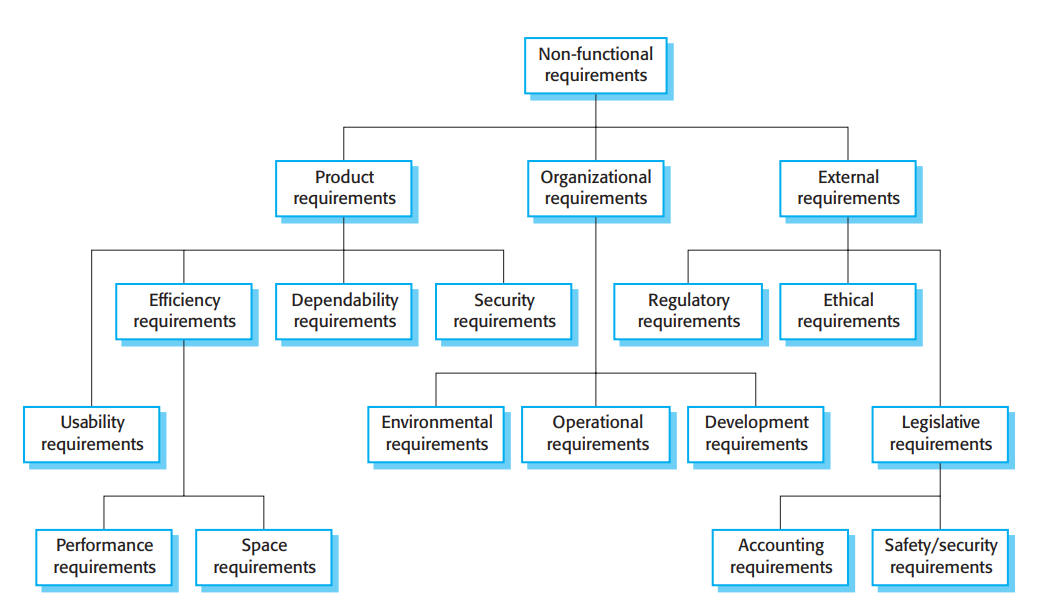 Non-functional
requirements
Product
requirements
Organizational
requirements
External
requirements
Efficiency
requirements
Dependability
requirements
Security
requirements
Regulatory
requirements
Ethical
requirements
Usability
requirements
Environmental
requirements
Operational
requirements
Development
requirements
Legislative
requirements
Performance
requirements
Space
requirements
Accounting
requirements
Safety/security
requirements